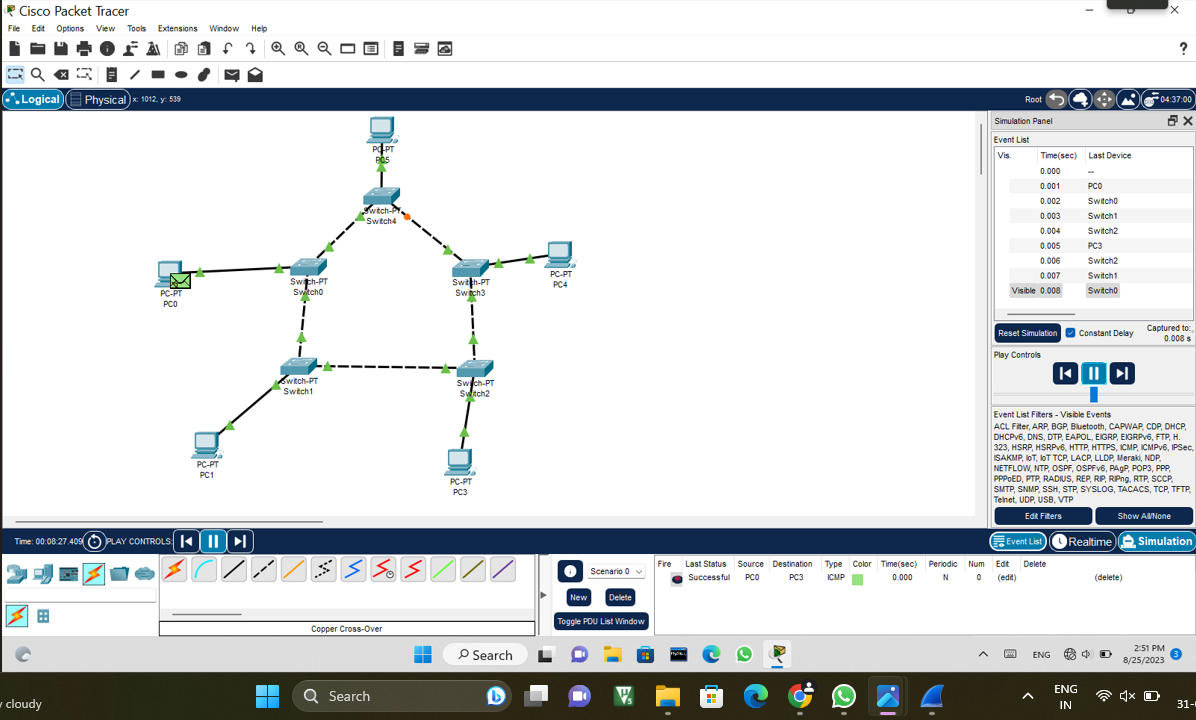 Cisco Packet Tracer
File Edit Options View Tools Extensions Window Help
Logical Physical x: 1012, y: 539 Root 04:37:00
PC-PT
PC5
Switch-PT
Switch4
PC-PT
PC0
Switch-PT
Switch0
Switch-PT
Switch3
PC-PT
PC4
Switch-PT
Switch1
Switch-PT
Switch2
PC-PT
PC1
PC-PT
PC3
Simulation Panel
Event List
Vis. Time(sec) Last Device
0.000 --
0.001 PC0
0.002 Switch0
0.003 Switch1
0.004 Switch2
0.005 PC3
0.006 Switch2
0.007 Switch1
Visible 0.008 Switch0
Reset Simulation Constant Delay Captured to:
0.008 s
Play Controls
Event List Filters - Visible Events
ACL Filter, ARP, BGP, Bluetooth, CAPWAP, CDP, DHCP,
DHCPv6, DNS, DTP, EAPOL, EIGRP, EIGRPv6, FTP, H.
323, HSRP, HSRPv6, HTTP, HTTPS, ICMP, ICMPv6, IPSec,
ISAKMP, IoT, IoT TCP, LACP, LLDP, Meraki, NDP,
NETFLOW, NTP, OSPF, OSPFv6, PAgP, POP3, PPP,
PPPoED, PTP, RADIUS, REP, RIP, RIPng, RTP, SCCP,
SMTP, SNMP, SSH, STP, SYSLOG, TACACS, TCP, TFTP,
Telnet, UDP, USB, VTP
Edit Filters Show All/None
Time: 00:08:27.409 PLAY CONTROLS: Event List Realtime Simulation
Copper Cross-Over
Scenario 0
New Delete
Toggle PDU List Window
Fire Last Status Source Destination Type Color Time(sec) Periodic Num Edit Delete
Successful PC0 PC3 ICMP 0.000 N 0 (edit) (delete)
Search ENG 2:51 PM
8/25/2023 3
y cloudy Search ENG
IN 31-